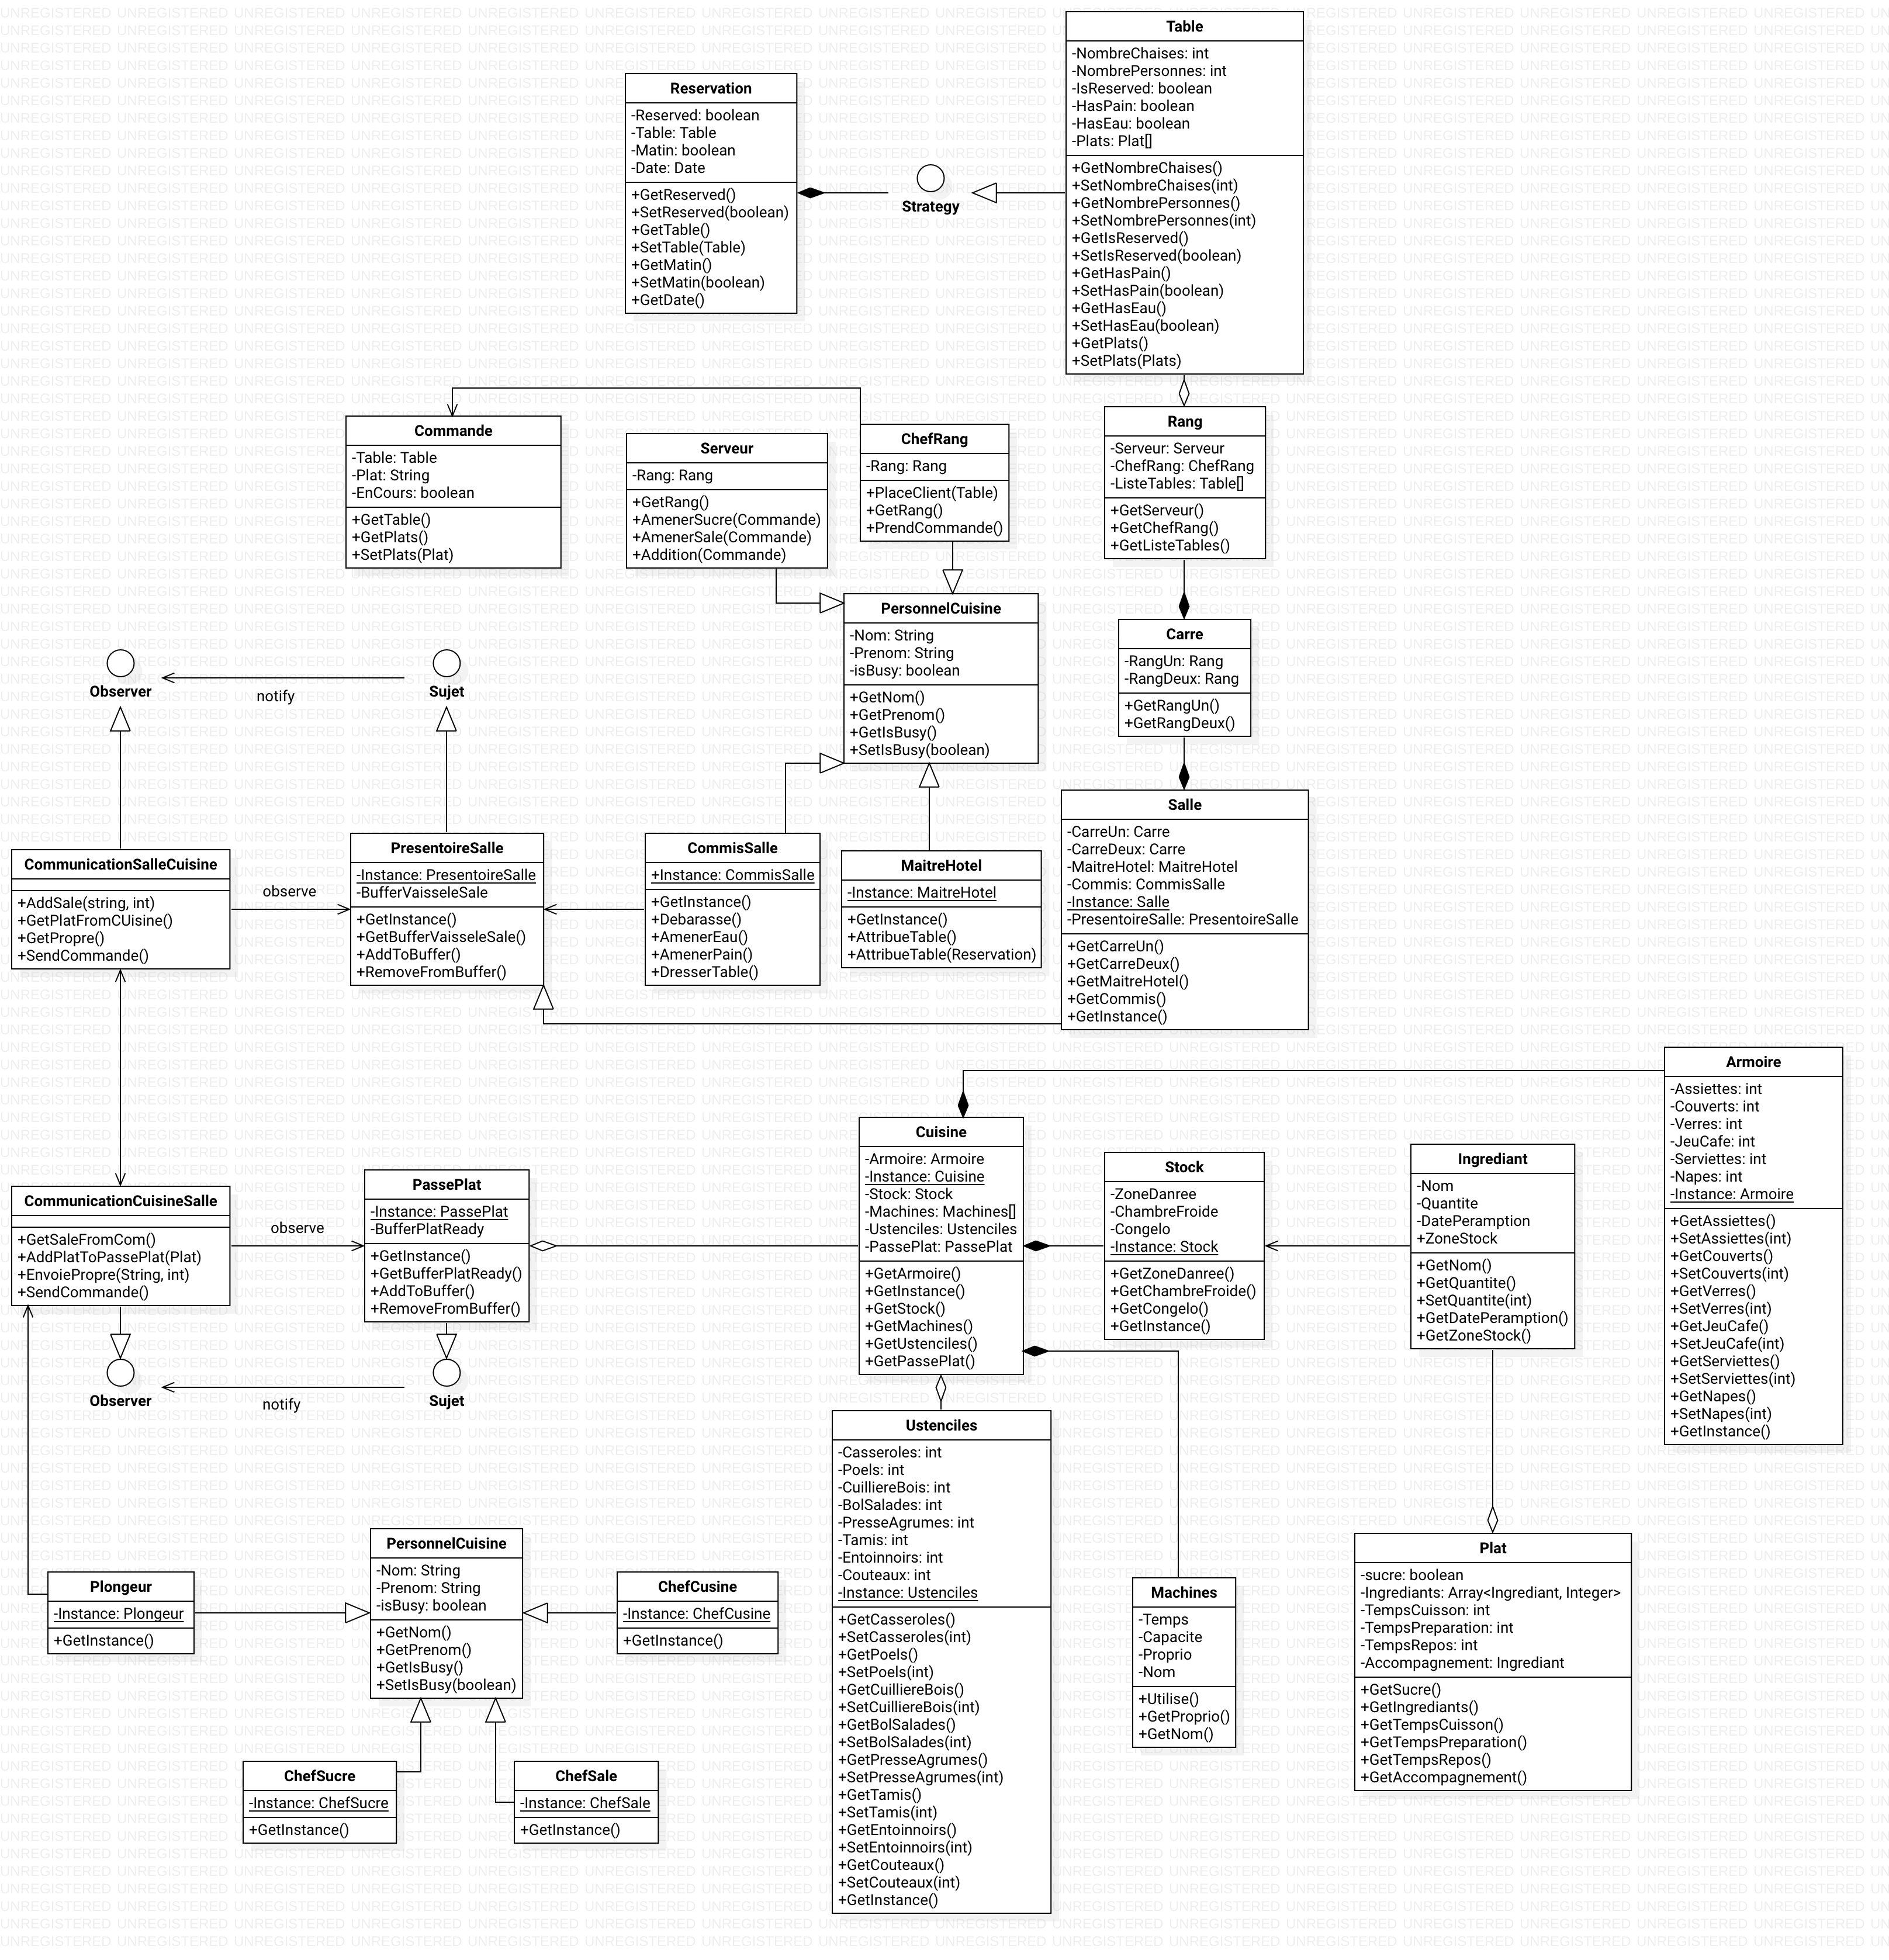 Table
-NombreChaises: int
-NombrePersonnes: int
-IsReserved: boolean
-HasPain: boolean
-HasEau: boolean
-Plats: Plat[]
+GetNombreChaises()
+SetNombreChaises(int)
+GetNombrePersonnes()
+SetNombrePersonnes(int)
+GetIsReserved()
+SetIsReserved(boolean)
+GetHasPain()
+SetHasPain(boolean)
+GetHasEau()
+SetHasEau(boolean)
+GetPlats()
+SetPlats(Plats)
Reservation
-Reserved: boolean
-Table: Table
-Matin: boolean
-Date: Date
+GetReserved()
+SetReserved(boolean)
+GetTable()
+SetTable(Table)
+GetMatin()
+SetMatin(boolean)
+GetDate()
Strategy
Commande
-Table: Table
-Plat: String
-EnCours: boolean
+GetTable()
+GetPlats()
+SetPlats(Plat)
Serveur
-Rang: Rang
+GetRang()
+AmenerSucre(Commande)
+AmenerSale(Commande)
+Addition(Commande)
ChefRang
-Rang: Rang
+PlaceClient(Table)
+GetRang()
+PrendCommande()
Rang
-Serveur: Serveur
-ChefRang: ChefRang
-ListeTables: Table[]
+GetServeur()
+GetChefRang()
+GetListeTables()
PersonnelCuisine
-Nom: String
-Prenom: String
-isBusy: boolean
+GetNom()
+GetPrenom()
+GetIsBusy()
+SetIsBusy(boolean)
Carre
-RangUn: Rang
-RangDeux: Rang
+GetRangUn()
+GetRangDeux()
Observer
notify
Sujet
CommunicationSalleCuisine
+AddSale(string, int)
+GetPlatFromCUisine()
+GetPropre()
+SendCommande()
observe
PresentoireSalle
-Instance: PresentoireSalle
-BufferVaisseleSale
+GetInstance()
+GetBufferVaisseleSale()
+AddToBuffer()
+RemoveFromBuffer()
CommisSalle
+Instance: CommisSalle
+GetInstance()
+Debarasse()
+AmenerEau()
+AmenerPain()
+DresserTable()
MaitreHotel
-Instance: MaitreHotel
+GetInstance()
+AttribueTable()
+AttribueTable(Reservation)
Salle
-CarreUn: Carre
-CarreDeux: Carre
-MaitreHotel: MaitreHotel
-Commis: CommisSalle
-Instance: Salle
-PresentoireSalle: PresentoireSalle
+GetCarreUn()
+GetCarreDeux()
+GetMaitreHotel()
+GetCommis()
+GetInstance()
Armoire
-Assiettes: int
-Couverts: int
-Verres: int
-JeuCafe: int
-Serviettes: int
-Napes: int
-Instance: Armoire
+GetAssiettes()
+SetAssiettes(int)
+GetCouverts()
+SetCouverts(int)
+GetVerres()
+SetVerres(int)
+GetJeuCafe()
+SetJeuCafe(int)
+GetServiettes()
+SetServiettes(int)
+GetNapes()
+SetNapes(int)
+GetInstance()
CommunicationCuisineSalle
+GetSaleFromCom()
+AddPlatToPassePlat(Plat)
+EnvoiePropre(String, int)
+SendCommande()
observe
PassePlat
-Instance: PassePlat
-BufferPlatReady
+GetInstance()
+GetBufferPlatReady()
+AddToBuffer()
+RemoveFromBuffer()
Cuisine
-Armoire: Armoire
-Instance: Cuisine
-Stock: Stock
-Machines: Machines[]
-Ustenciles: Ustenciles
-PassePlat: PassePlat
+GetArmoire()
+GetInstance()
+GetStock()
+GetMachines()
+GetUstenciles()
+GetPassePlat()
Stock
-ZoneDanree
-ChambreFroide
-Congelo
-Instance: Stock
+GetZoneDanree()
+GetChambreFroide()
+GetCongelo()
+GetInstance()
Ingrediant
-Nom
-Quantite
-DatePeramption
+ZoneStock
+GetNom()
+GetQuantite()
+SetQuantite(int)
+GetDatePeramption()
+GetZoneStock()
Observer
notify
Sujet
Ustenciles
-Casseroles: int
-Poels: int
-CuilliereBois: int
-BolSalades: int
-PresseAgrumes: int
-Tamis: int
-Entoinnoirs: int
-Couteaux: int
-Instance: Ustenciles
+GetCasseroles()
+SetCasseroles(int)
+GetPoels()
+SetPoels(int)
+GetCuilliereBois()
+SetCuilliereBois(int)
+GetBolSalades()
+SetBolSalades(int)
+GetPresseAgrumes()
+SetPresseAgrumes(int)
+GetTamis()
+SetTamis(int)
+GetEntoinnoirs()
+SetEntoinnoirs(int)
+GetCouteaux()
+SetCouteaux(int)
+GetInstance()
Plongeur
-Instance: Plongeur
+GetInstance()
PersonnelCuisine
-Nom: String
-Prenom: String
-isBusy: boolean
+GetNom()
+GetPrenom()
+GetIsBusy()
+SetIsBusy(boolean)
ChefCusine
-Instance: ChefCusine
+GetInstance()
Machines
-Temps
-Capacite
-Proprio
-Nom
+Utilise()
+GetProprio()
+GetNom()
Plat
-sucre: boolean
-Ingrediants: Array<Ingrediant, Integer>
-TempsCuisson: int
-TempsPreparation: int
-TempsRepos: int
-Accompagnement: Ingrediant
+GetSucre()
+GetIngrediants()
+GetTempsCuisson()
+GetTempsPreparation()
+GetTempsRepos()
+GetAccompagnement()
ChefSucre
-Instance: ChefSucre
+GetInstance()
ChefSale
-Instance: ChefSale
+GetInstance()